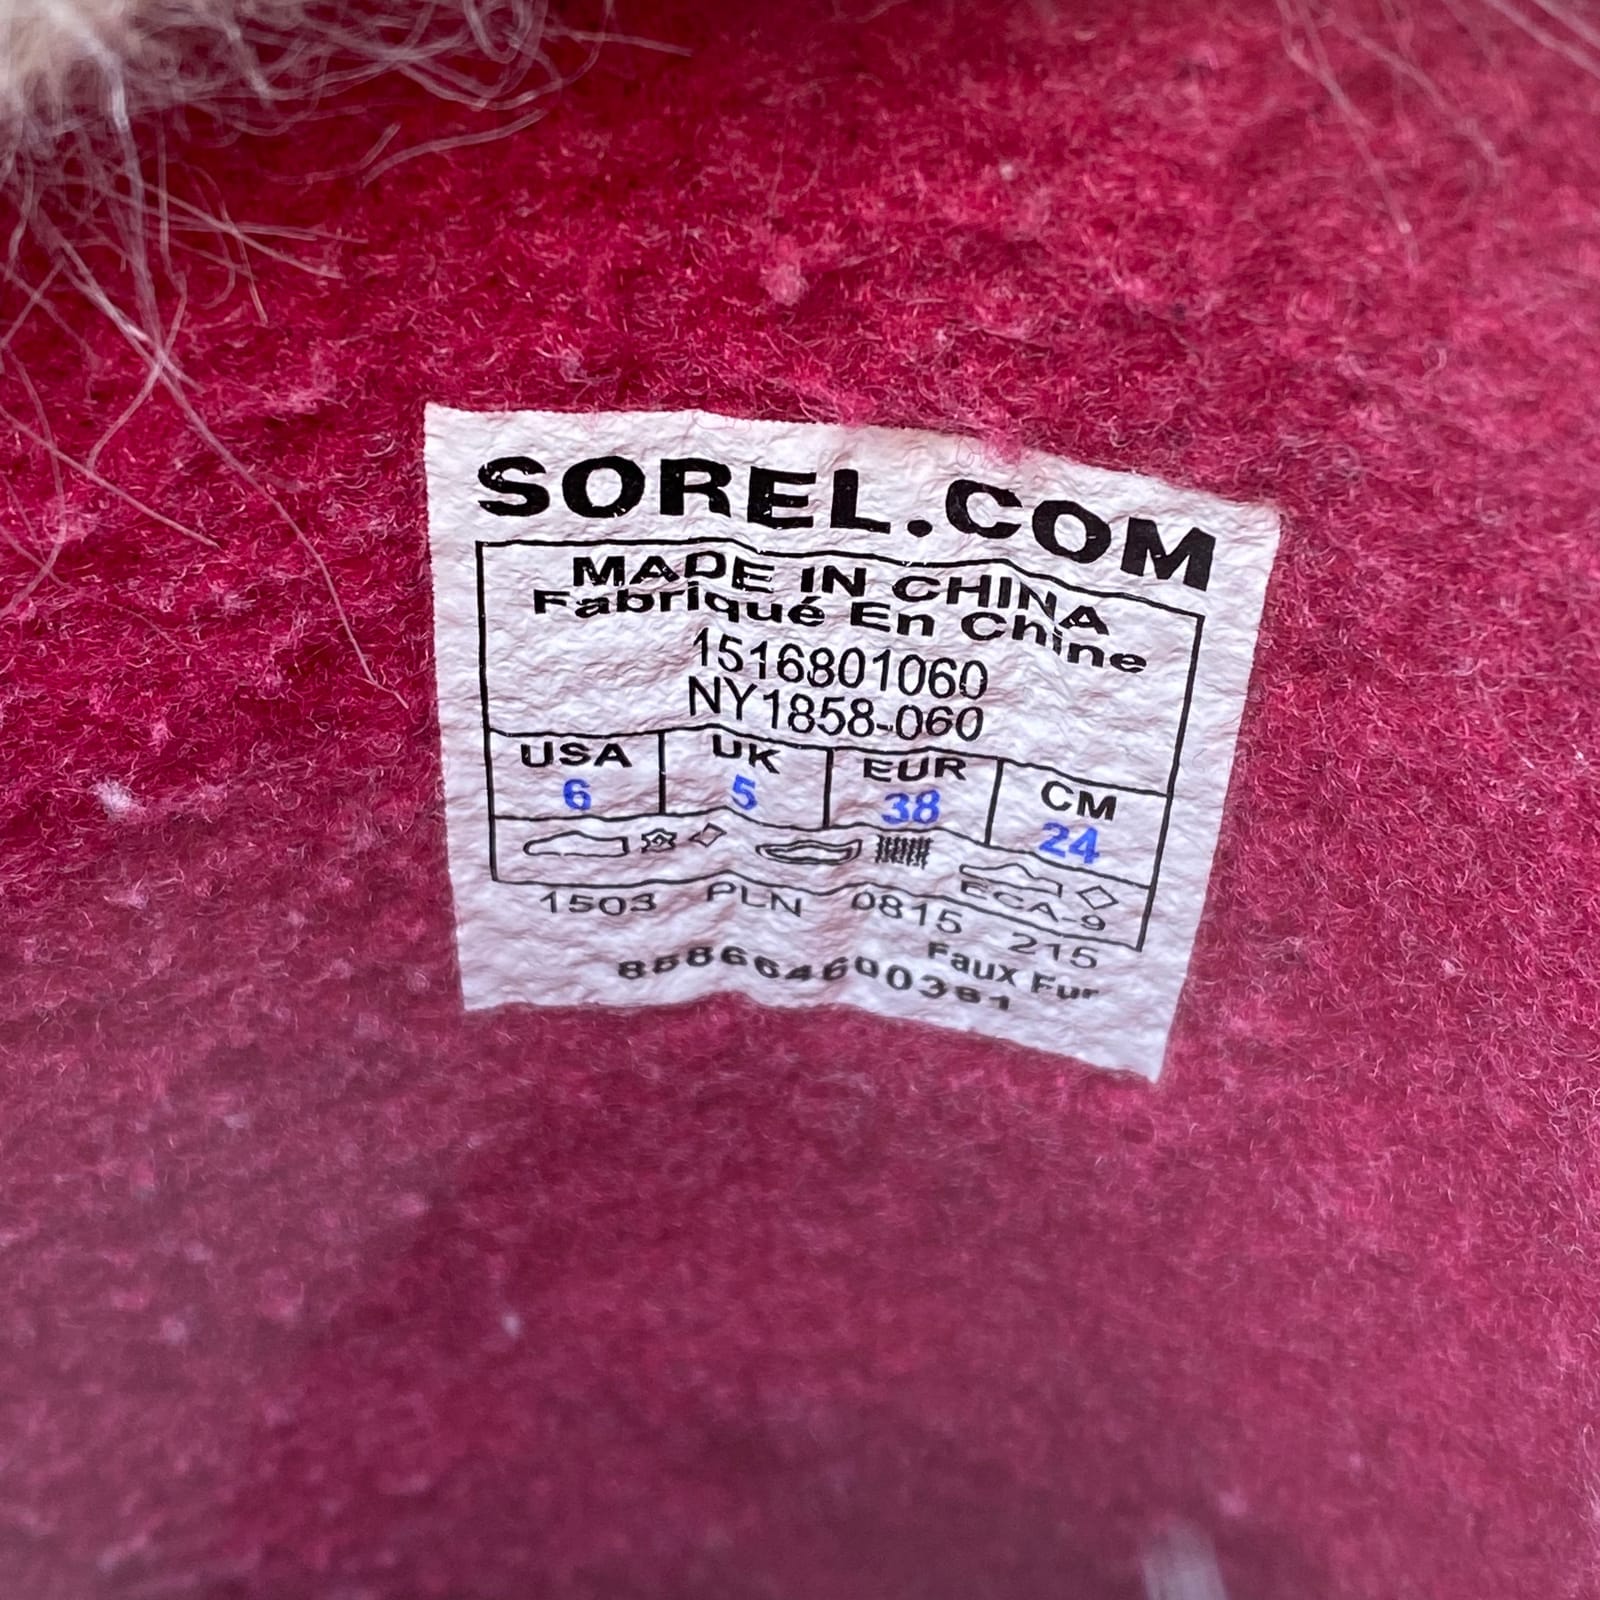 SOREL.COM
MADE IN CHINA
Fabriqué En Chine
1516801060
NY1858-060
USA UK EUR CM
6 5 38 24
ECA-9
1503 PLN 0815 215
Faux Fur